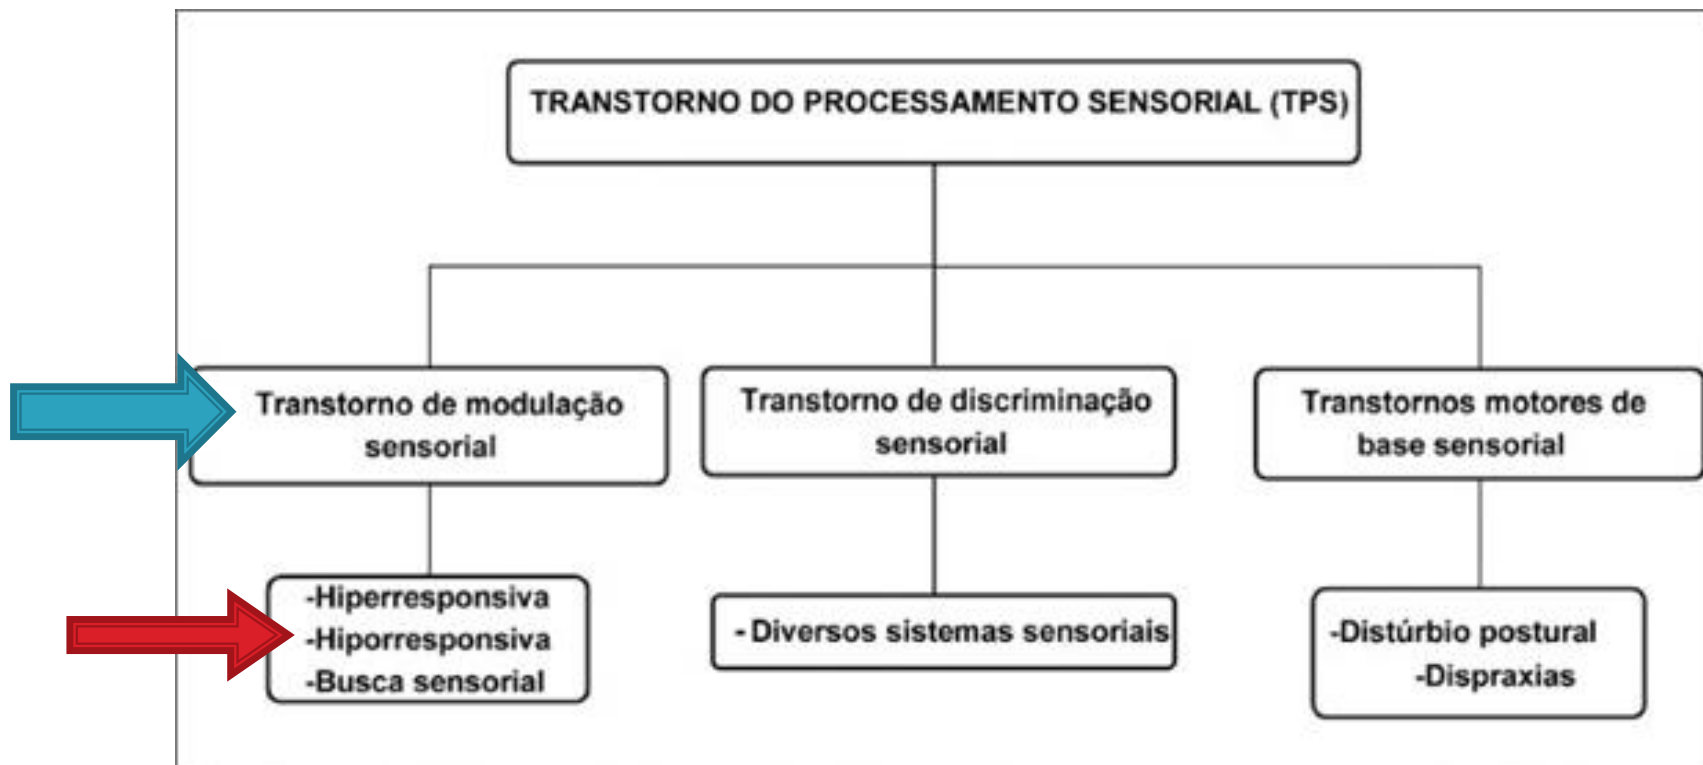 TRANSTORNO DO PROCESSAMENTO SENSORIAL (TPS)
Transtorno de modulação
sensorial
Transtorno de discriminação
sensorial
Transtornos motores de
base sensorial
-Hiperresponsiva
-Hiporresponsiva
-Busca sensorial
- Diversos sistemas sensoriais
-Distúrbio postural
-Dispraxias